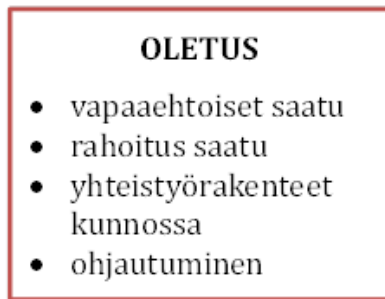 OLETUS
• vapaaehtoiset saatu
• rahoitus saatu
• yhteistyörakenteet
kunnossa
• ohjautuminen